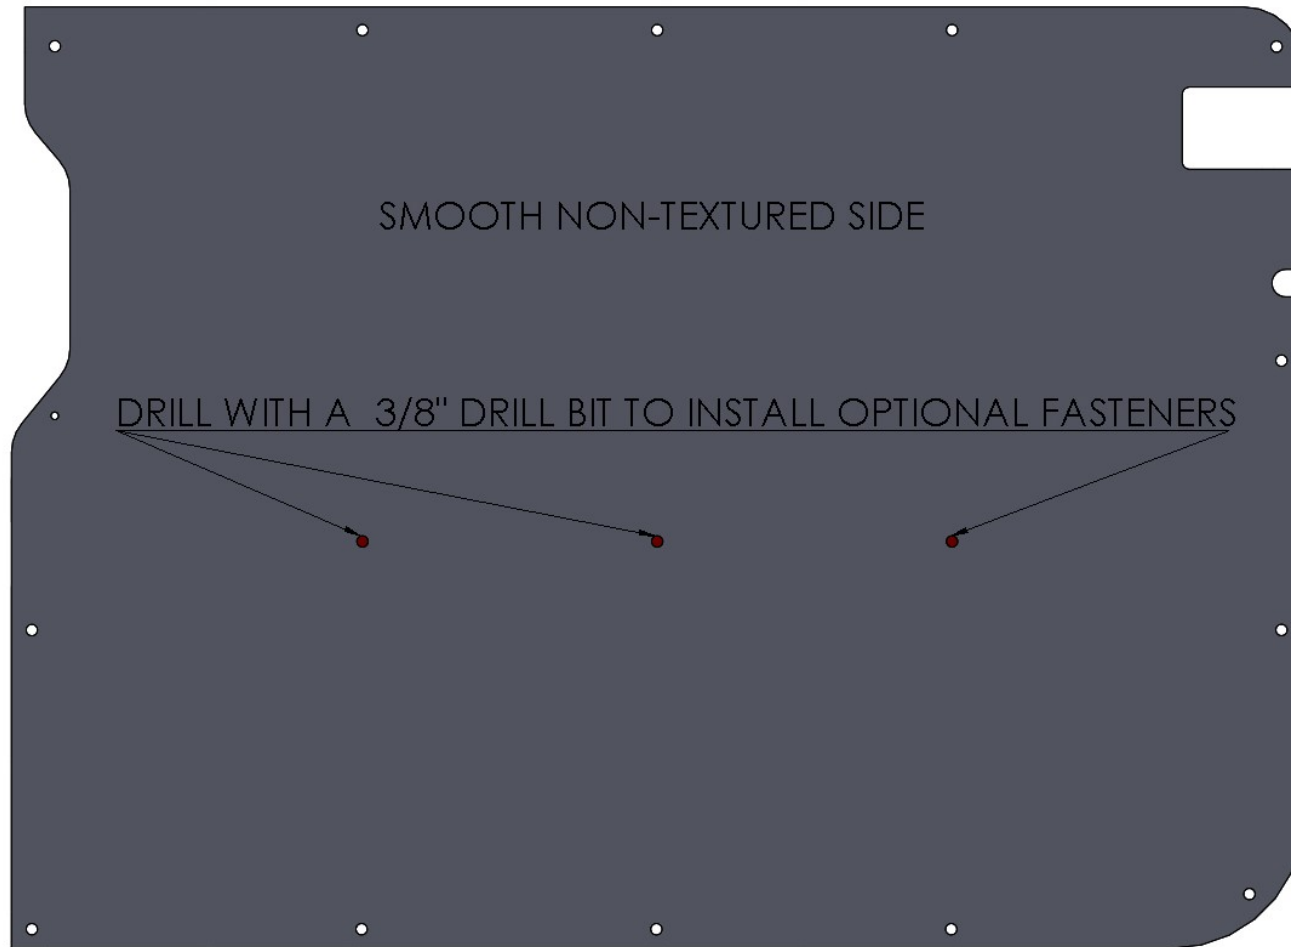 SMOOTH NON-TEXTURED SIDE
DRILL WITH A  3/8" DRILL BIT TO INSTALL OPTIONAL FASTENERS